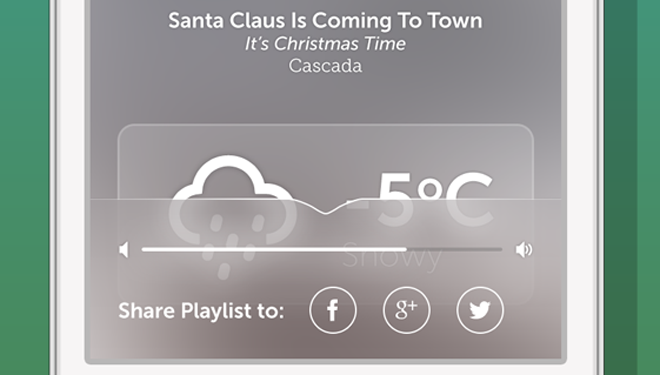 Santa Claus Is Coming To Town
It's Christmas Time
Cascada
-5°C
Snowy
Share Playlist to:
f
g+